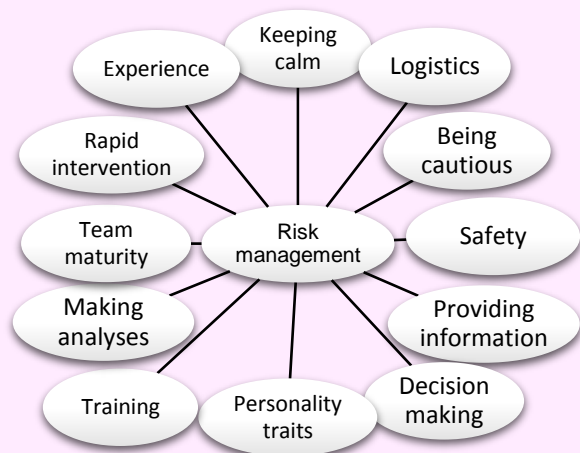 Keeping
calm
Experience
Logistics
Rapid
intervention
Being
cautious
Team
maturity
Risk
management
Safety
Making
analyses
Providing
information
Training
Personality
traits
Decision
making